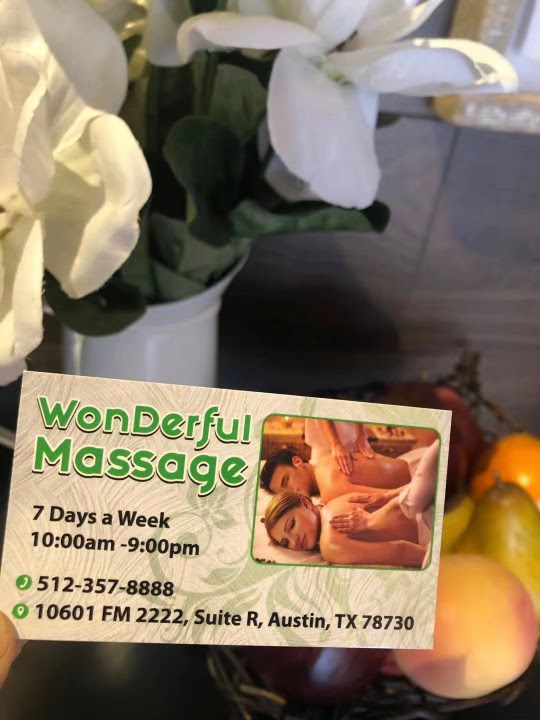 WonDerful
Massage
7 Days a Week
10:00am -9:00pm
512-357-8888
10601 FM 2222, Suite R, Austin, TX 78730